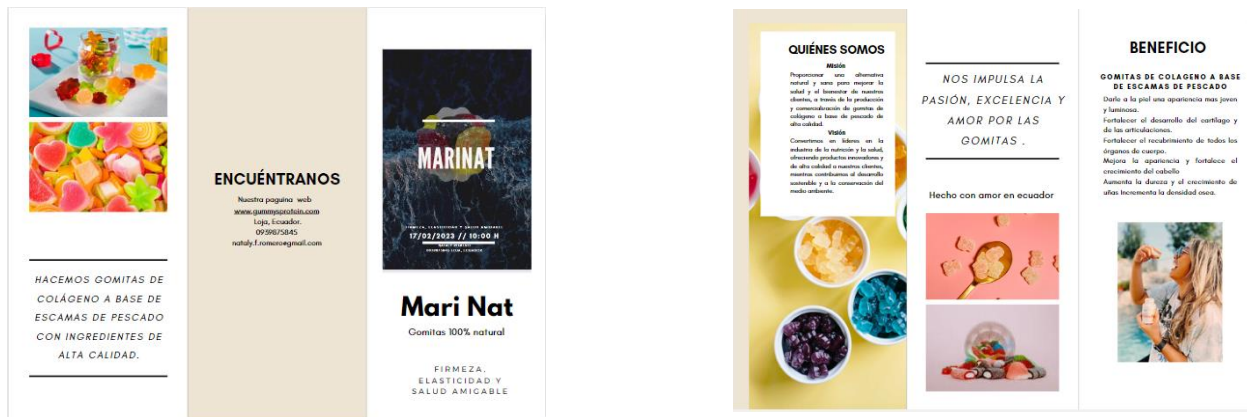 HACEMOS GOMITAS DE
COLÁGENO A BASE DE
ESCAMAS DE PESCADO
CON INGREDIENTES DE
ALTA CALIDAD.
ENCUÉNTRANOS
Nuestra paguina web
www.gummysprotein.com
Loja, Ecuador.
0939875845
nataly.f.romero@gmail.com
MARINAT
FIRMEZA, ELASTICIDAD Y SALUD AMIGABLE
17/02/2023 // 10:00 H
Mari Nat
Gomitas 100% natural
FIRMEZA,
ELASTICIDAD Y
SALUD AMIGABLE
QUIÉNES SOMOS
Misión
Proporcionar una alternativa
natural y sana para mejorar la
salud y el bienestar de nuestros
clientes, a través de la producción
y comercialización de gomitas de
colágeno a base de pescado de
alta calidad.
Visión
Convertirnos en líderes en la
industria de la nutrición y la salud,
ofreciendo productos innovadores y
de alta calidad a nuestros clientes,
mientras contribuimos al desarrollo
sostenible y a la conservación del
medio ambiente.
NOS IMPULSA LA
PASIÓN, EXCELENCIA Y
AMOR POR LAS
GOMITAS .
Hecho con amor en ecuador
BENEFICIO
GOMITAS DE COLAGENO A BASE
DE ESCAMAS DE PESCADO
Darle a la piel una apariencia mas joven
y luminosa.
Fortalecer el desarrollo del cartílago y
de las articulaciones.
Fortalecer el recubrimiento de todos los
órganos de cuerpo.
Mejora la apariencia y fortalece el
crecimiento del cabello
Aumenta la dureza y el crecimiento de
uñas Incrementa la densidad osea.